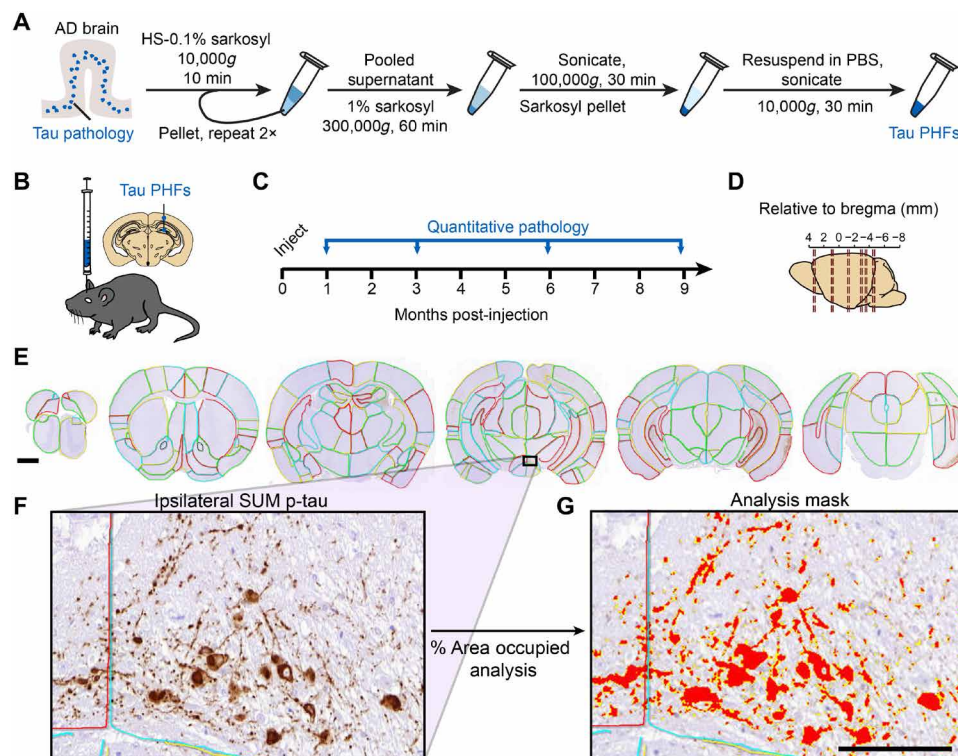 A
AD brain
Tau pathology
HS-0.1% sarkosyl
10,000g
10 min
Pellet, repeat 2×
Pooled
supernatant
1% sarkosyl
300,000g, 60 min
Sonicate,
100,000g, 30 min
Sarkosyl pellet
Resuspend in PBS,
sonicate
10,000g, 30 min
Tau PHFs
B
Tau PHFs
C
Inject
Quantitative pathology
0 1 2 3 4 5 6 7 8 9
Months post-injection
D
Relative to bregma (mm)
4 2 0 −2 −4 −6 −8
E
F
Ipsilateral SUM p-tau
% Area occupied
analysis
G
Analysis mask